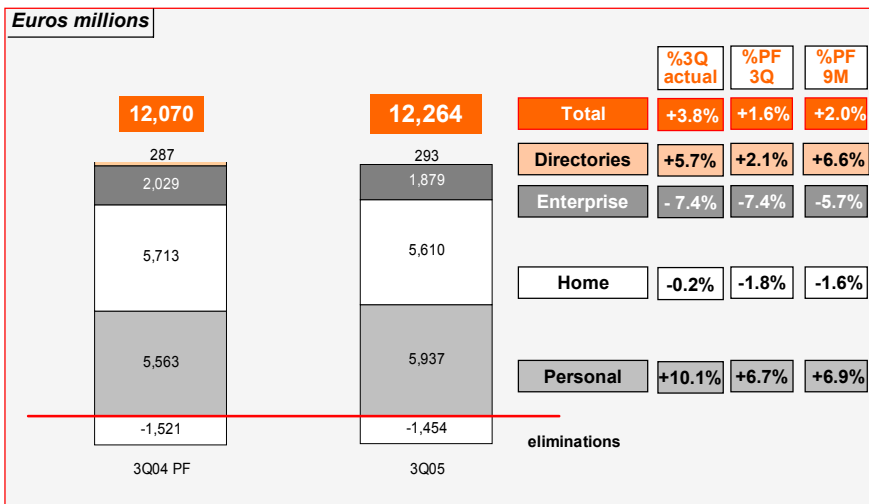 Euros millions
%3Q actual
%PF 3Q
%PF 9M
12,070
12,264
Total
+3.8%
+1.6%
+2.0%
287
293
Directories
+5.7%
+2.1%
+6.6%
2,029
1,879
Enterprise
- 7.4%
-7.4%
-5.7%
5,713
5,610
Home
-0.2%
-1.8%
-1.6%
5,563
5,937
Personal
+10.1%
+6.7%
+6.9%
-1,521
-1,454
eliminations
3Q04 PF
3Q05